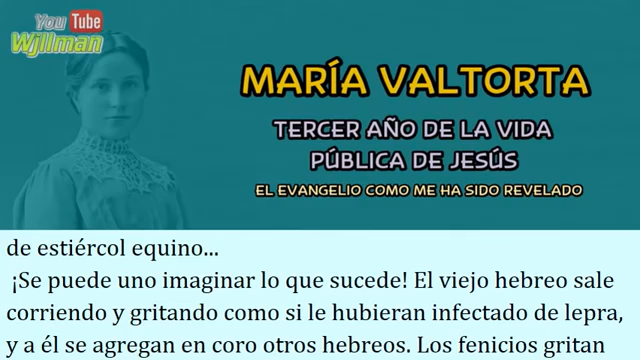 You Tube
Wjllman
MARÍA VALTORTA
TERCER AÑO DE LA VIDA
PÚBLICA DE JESÚS
EL EVANGELIO COMO ME HA SIDO REVELADO
de estiércol equino...
¡Se puede uno imaginar lo que sucede! El viejo hebreo sale
corriendo y gritando como si le hubieran infectado de lepra,
y a él se agregan en coro otros hebreos. Los fenicios gritan